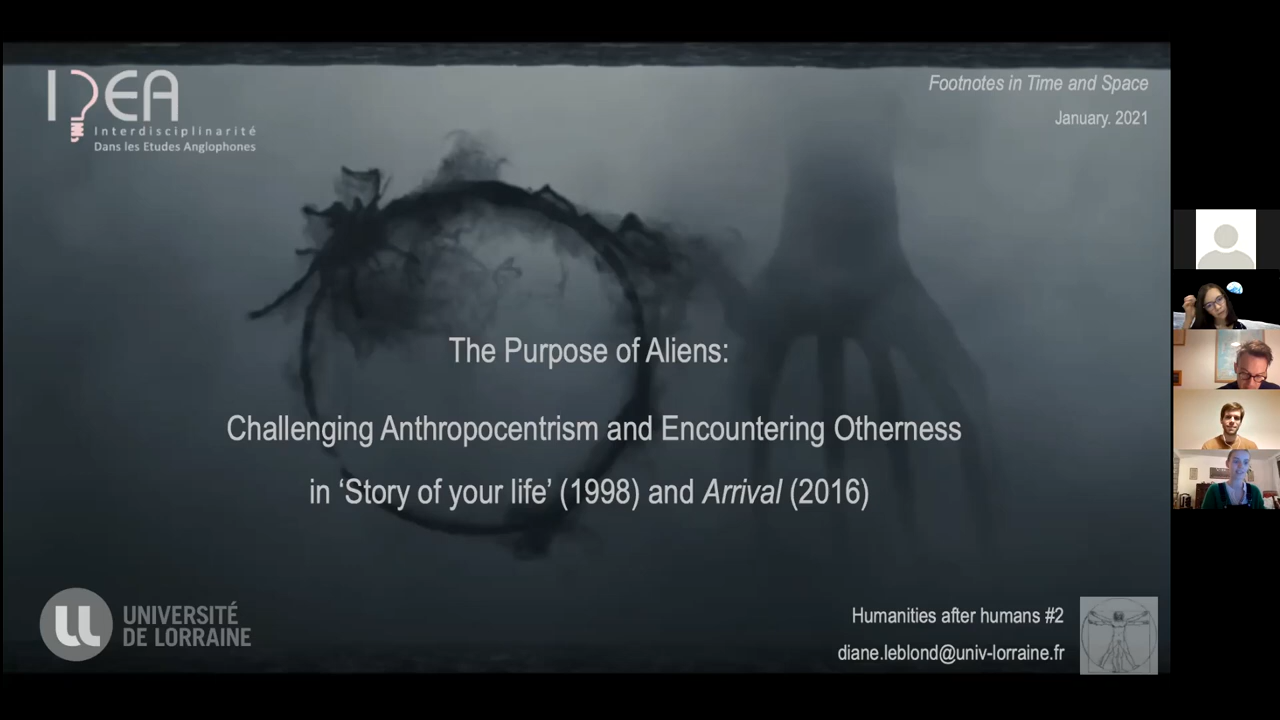 IDEA
Interdisciplinarité
Dans les Etudes Anglophones
Footnotes in Time and Space
January. 2021
The Purpose of Aliens:
Challenging Anthropocentrism and Encountering Otherness
in ‘Story of your life’ (1998) and Arrival (2016)
UNIVERSITÉ
DE LORRAINE
Humanities after humans #2
diane.leblond@univ-lorraine.fr